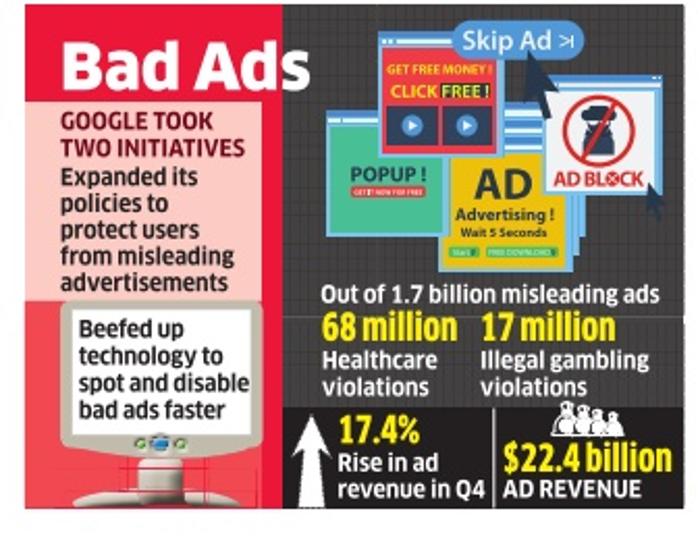 Bad Ads
GOOGLE TOOK
TWO INITIATIVES
Expanded its
policies to
protect users
from misleading
advertisements
Beefed up
technology to
spot and disable
bad ads faster
Skip Ad
GET FREE MONEY !
CLICK FREE !
POPUP !
GET IT NOW FOR FREE
AD
Advertising !
Wait 5 Seconds
Start
FREE DOWNLOAD
AD BLOCK
Out of 1.7 billion misleading ads
68 million
Healthcare
violations
17 million
Illegal gambling
violations
17.4%
Rise in ad
revenue in Q4
$22.4 billion
AD REVENUE